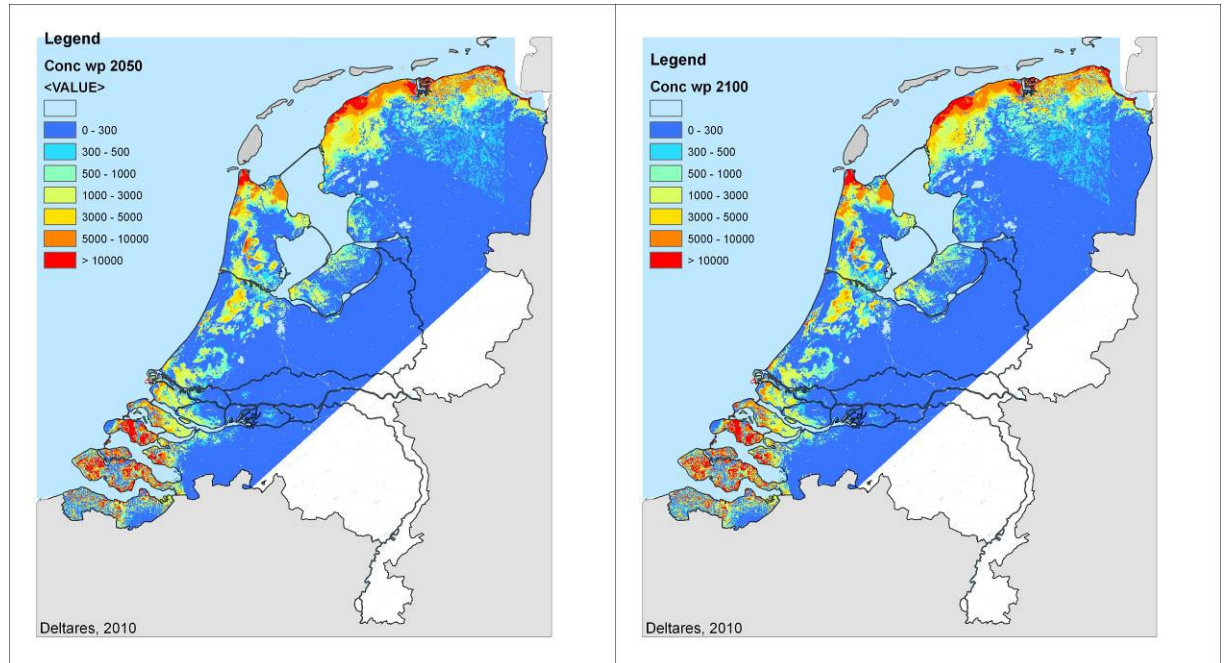 Legend
Conc wp 2050
<VALUE>
0 - 300
300 - 500
500 - 1000
1000 - 3000
3000 - 5000
5000 - 10000
> 10000
Deltares, 2010
Legend
Conc wp 2100
0 - 300
300 - 500
500 - 1000
1000 - 3000
3000 - 5000
5000 - 10000
> 10000
Deltares, 2010